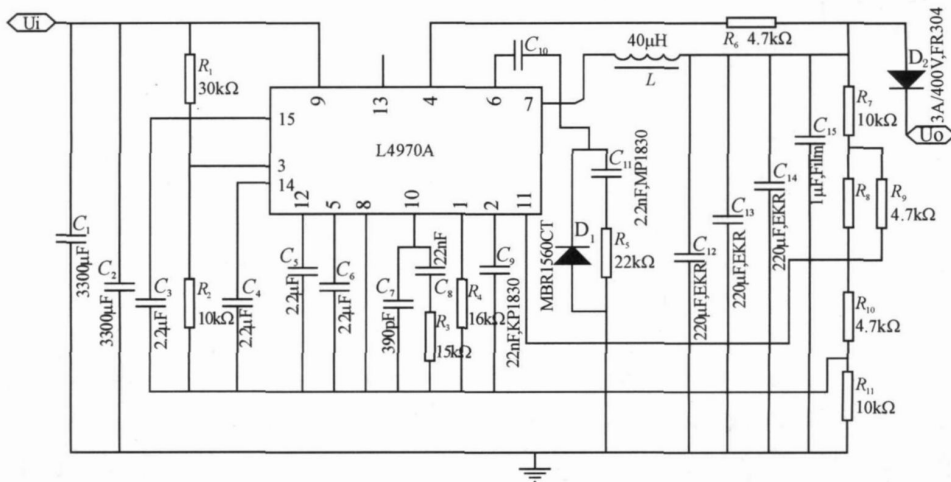 Ui
R₁
30kΩ
C₁
3300μF
C₂
3300μF
C₃
2.2μF
R₂
10kΩ
C₄
2.2μF
L4970A
9
13
4
6
7
15
3
14
12
5
8
10
1
2
11
C₅
2.2μF
C₆
2.2μF
C₇
390pF
22nF
C₈
R₃
15kΩ
R₄
16kΩ
C₉
22nF,KP1830
C₁₀
40μH
L
R₆ 4.7kΩ
D₁
MBR1560CT
C₁₁
2.2nF,MP1830
R₅
22kΩ
C₁₂
220μF,EKR
C₁₃
220μF,EKR
C₁₄
220μF,EKR
C₁₅
1μF,Film
R₇
10kΩ
R₈
R₉
4.7kΩ
R₁₀
4.7kΩ
R₁₁
10kΩ
D₂
3A/400V,FR304
Uo